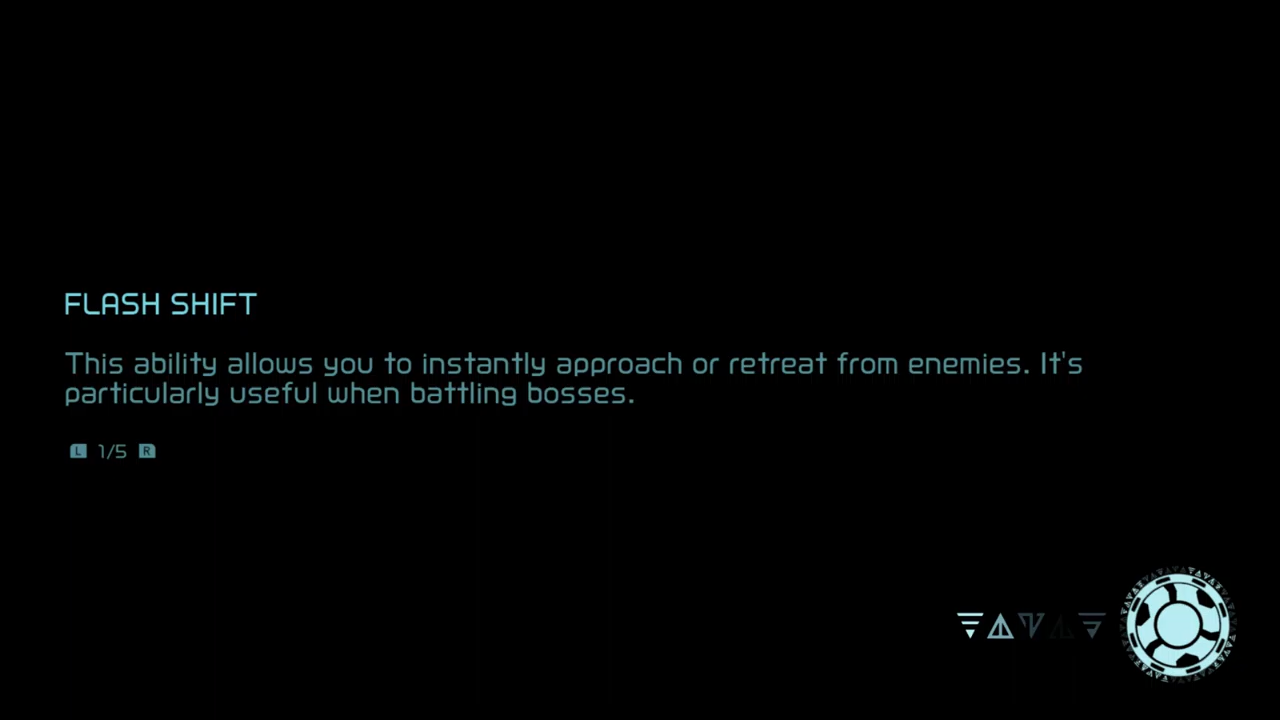 FLASH SHIFT
This ability allows you to instantly approach or retreat from enemies. It's
particularly useful when battling bosses.
L 1/5 R